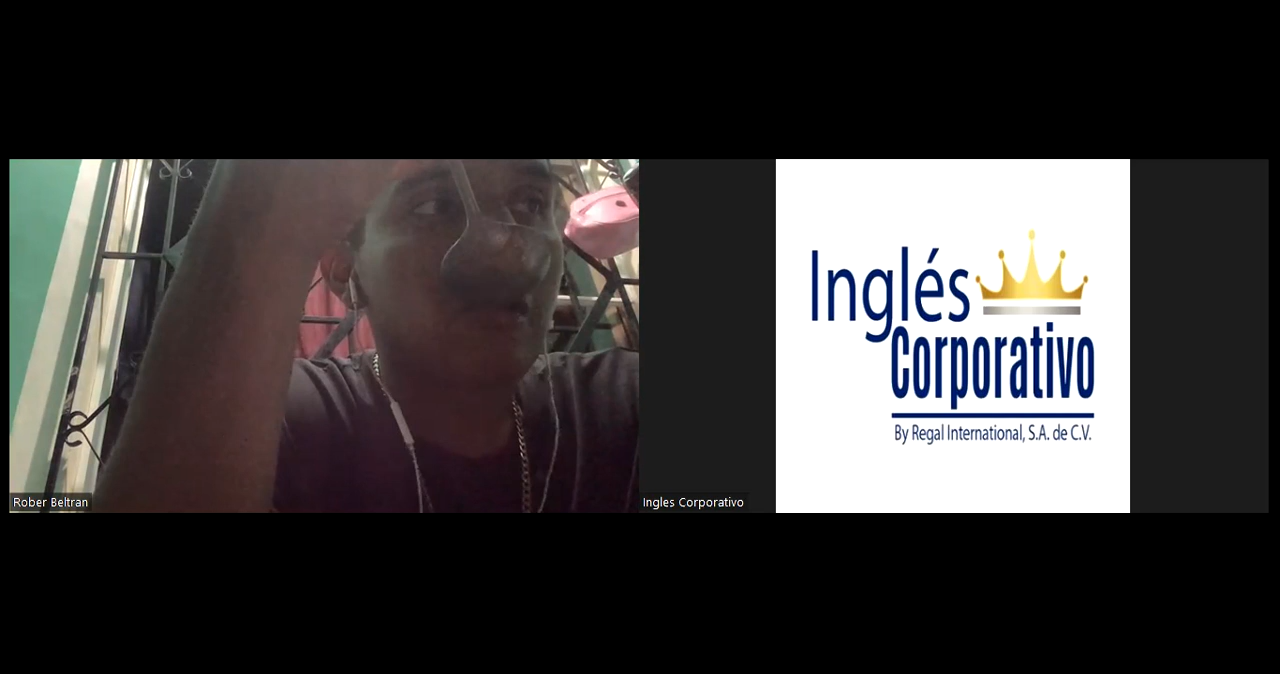 Inglés
Corporativo
By Regal International, S.A. de C.V.
Rober Beltran
Ingles Corporativo